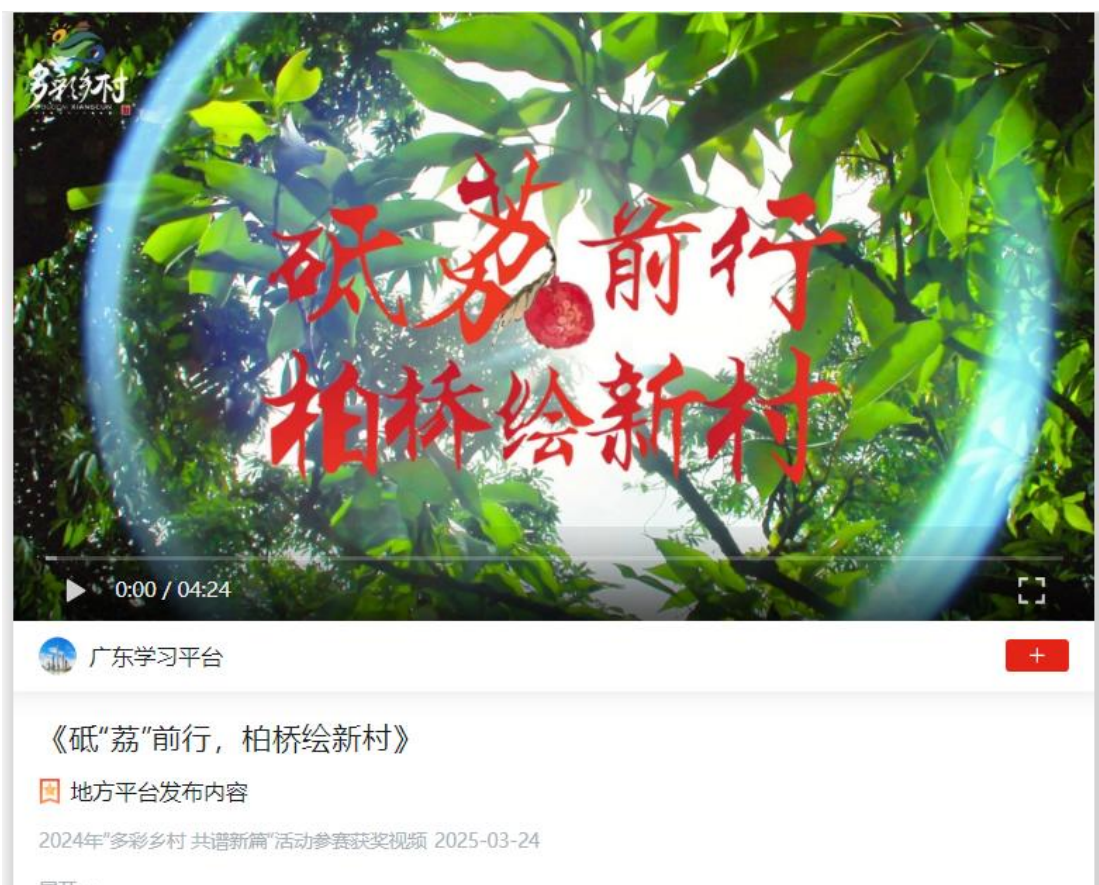 多彩乡村
DUOCAI XIANGCUN
砥荔前行
柏桥绘新村
0:00 / 04:24
广东学习平台
+
《砥“荔”前行，柏桥绘新村》
地方平台发布内容
2024年“多彩乡村 共谱新篇”活动参赛获奖视频 2025-03-24